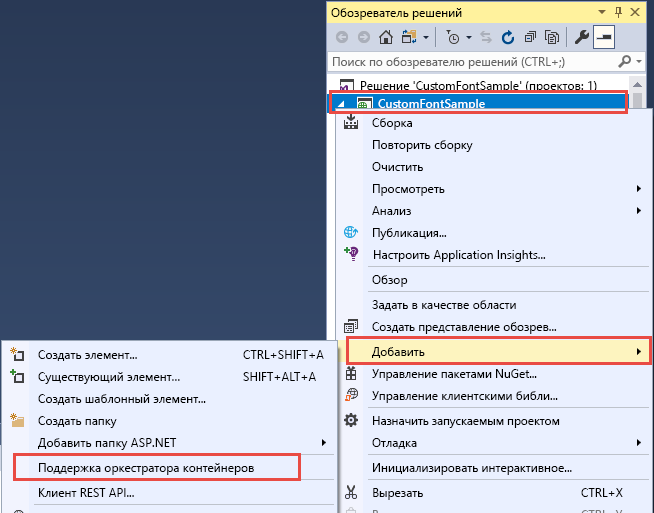 Обозреватель решений
Поиск по обозревателю решений (CTRL+;)
Решение 'CustomFontSample' (проектов: 1)
CustomFontSample
Сборка
Повторить сборку
Очистить
Просмотреть
Анализ
Публикация...
Настроить Application Insights...
Обзор
Задать в качестве области
Создать представление обозрев...
Добавить
Управление пакетами NuGet...
Управление клиентскими библи...
Назначить запускаемым проектом
Отладка
Инициализировать интерактивное...
Вырезать CTRL+X
Создать элемент... CTRL+SHIFT+A
Существующий элемент... SHIFT+ALT+A
Создать шаблонный элемент...
Создать папку
Добавить папку ASP.NET
Поддержка оркестратора контейнеров
Клиент REST API...